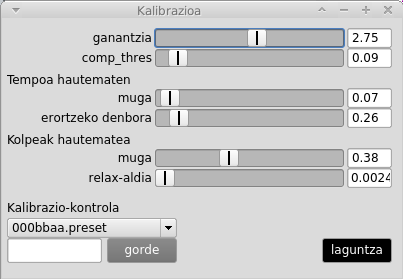 Kalibrazioa
ganantzia 2.75
comp_thres 0.09
Tempoa hautematen
muga 0.07
erortzeko denbora 0.26
Kolpeak hautematea
muga 0.38
relax-aldia 0.0024
Kalibrazio-kontrola
000bbaa.preset
gorde laguntza